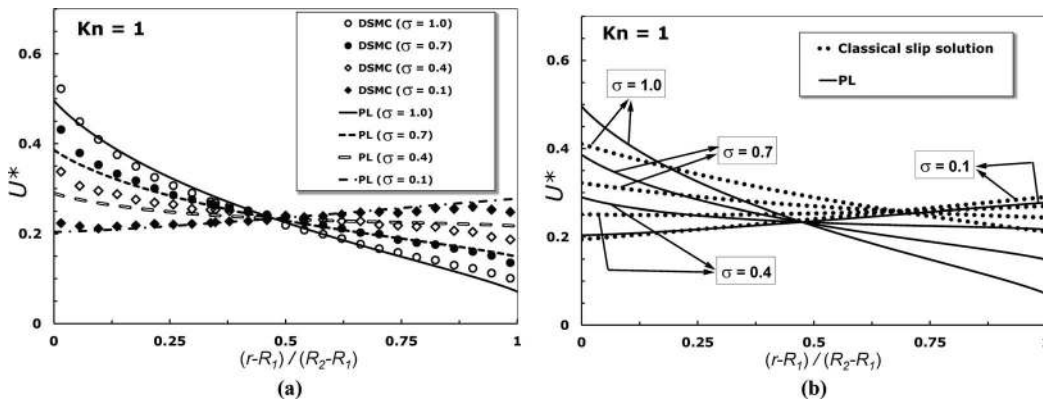 Kn = 1
DSMC (σ = 1.0)
DSMC (σ = 0.7)
DSMC (σ = 0.4)
DSMC (σ = 0.1)
PL (σ = 1.0)
PL (σ = 0.7)
PL (σ = 0.4)
PL (σ = 0.1)
0.6
0.4
0.2
0
U*
0 0.25 0.5 0.75 1
(r-R1) / (R2-R1)
(a)
Kn = 1
Classical slip solution
PL
σ = 1.0
σ = 0.7
σ = 0.1
σ = 0.4
0.6
0.4
0.2
0
U*
0 0.25 0.5 0.75 1
(r-R1) / (R2-R1)
(b)